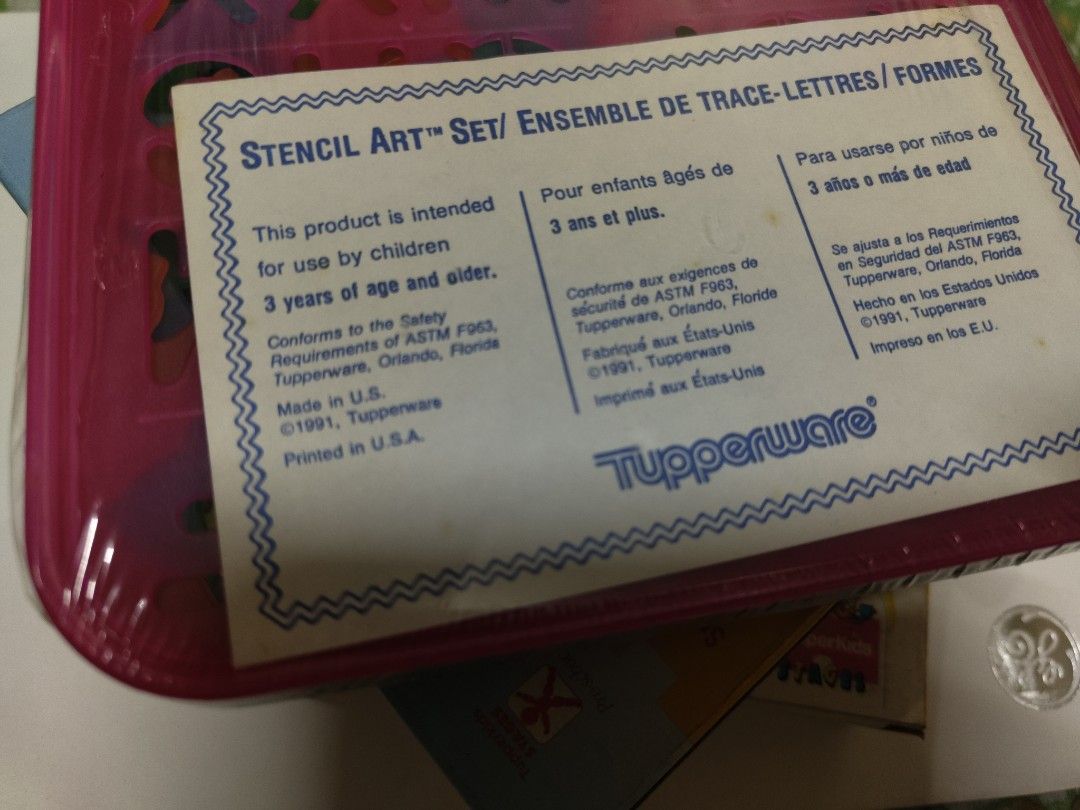 STENCIL ART™ SET/ ENSEMBLE DE TRACE-LETTRES/FORMES
This product is intended
for use by children
3 years of age and older.
Conforms to the Safety
Requirements of ASTM F963,
Tupperware, Orlando, Florida
Made in U.S.
©1991, Tupperware
Printed in U.S.A.
Pour enfants âgés de
3 ans et plus.
Conforme aux exigences de
sécurité de ASTM F963,
Tupperware, Orlando, Floride
Fabriqué aux États-Unis
©1991, Tupperware
Imprimé aux États-Unis
Para usarse por niños de
3 años o más de edad
Se ajusta a los Requerimientos
en Seguridad del ASTM F963,
Tupperware, Orlando, Florida
Hecho en los Estados Unidos
©1991, Tupperware
Impreso en los E.U.
Tupperware®
STAGES
GE